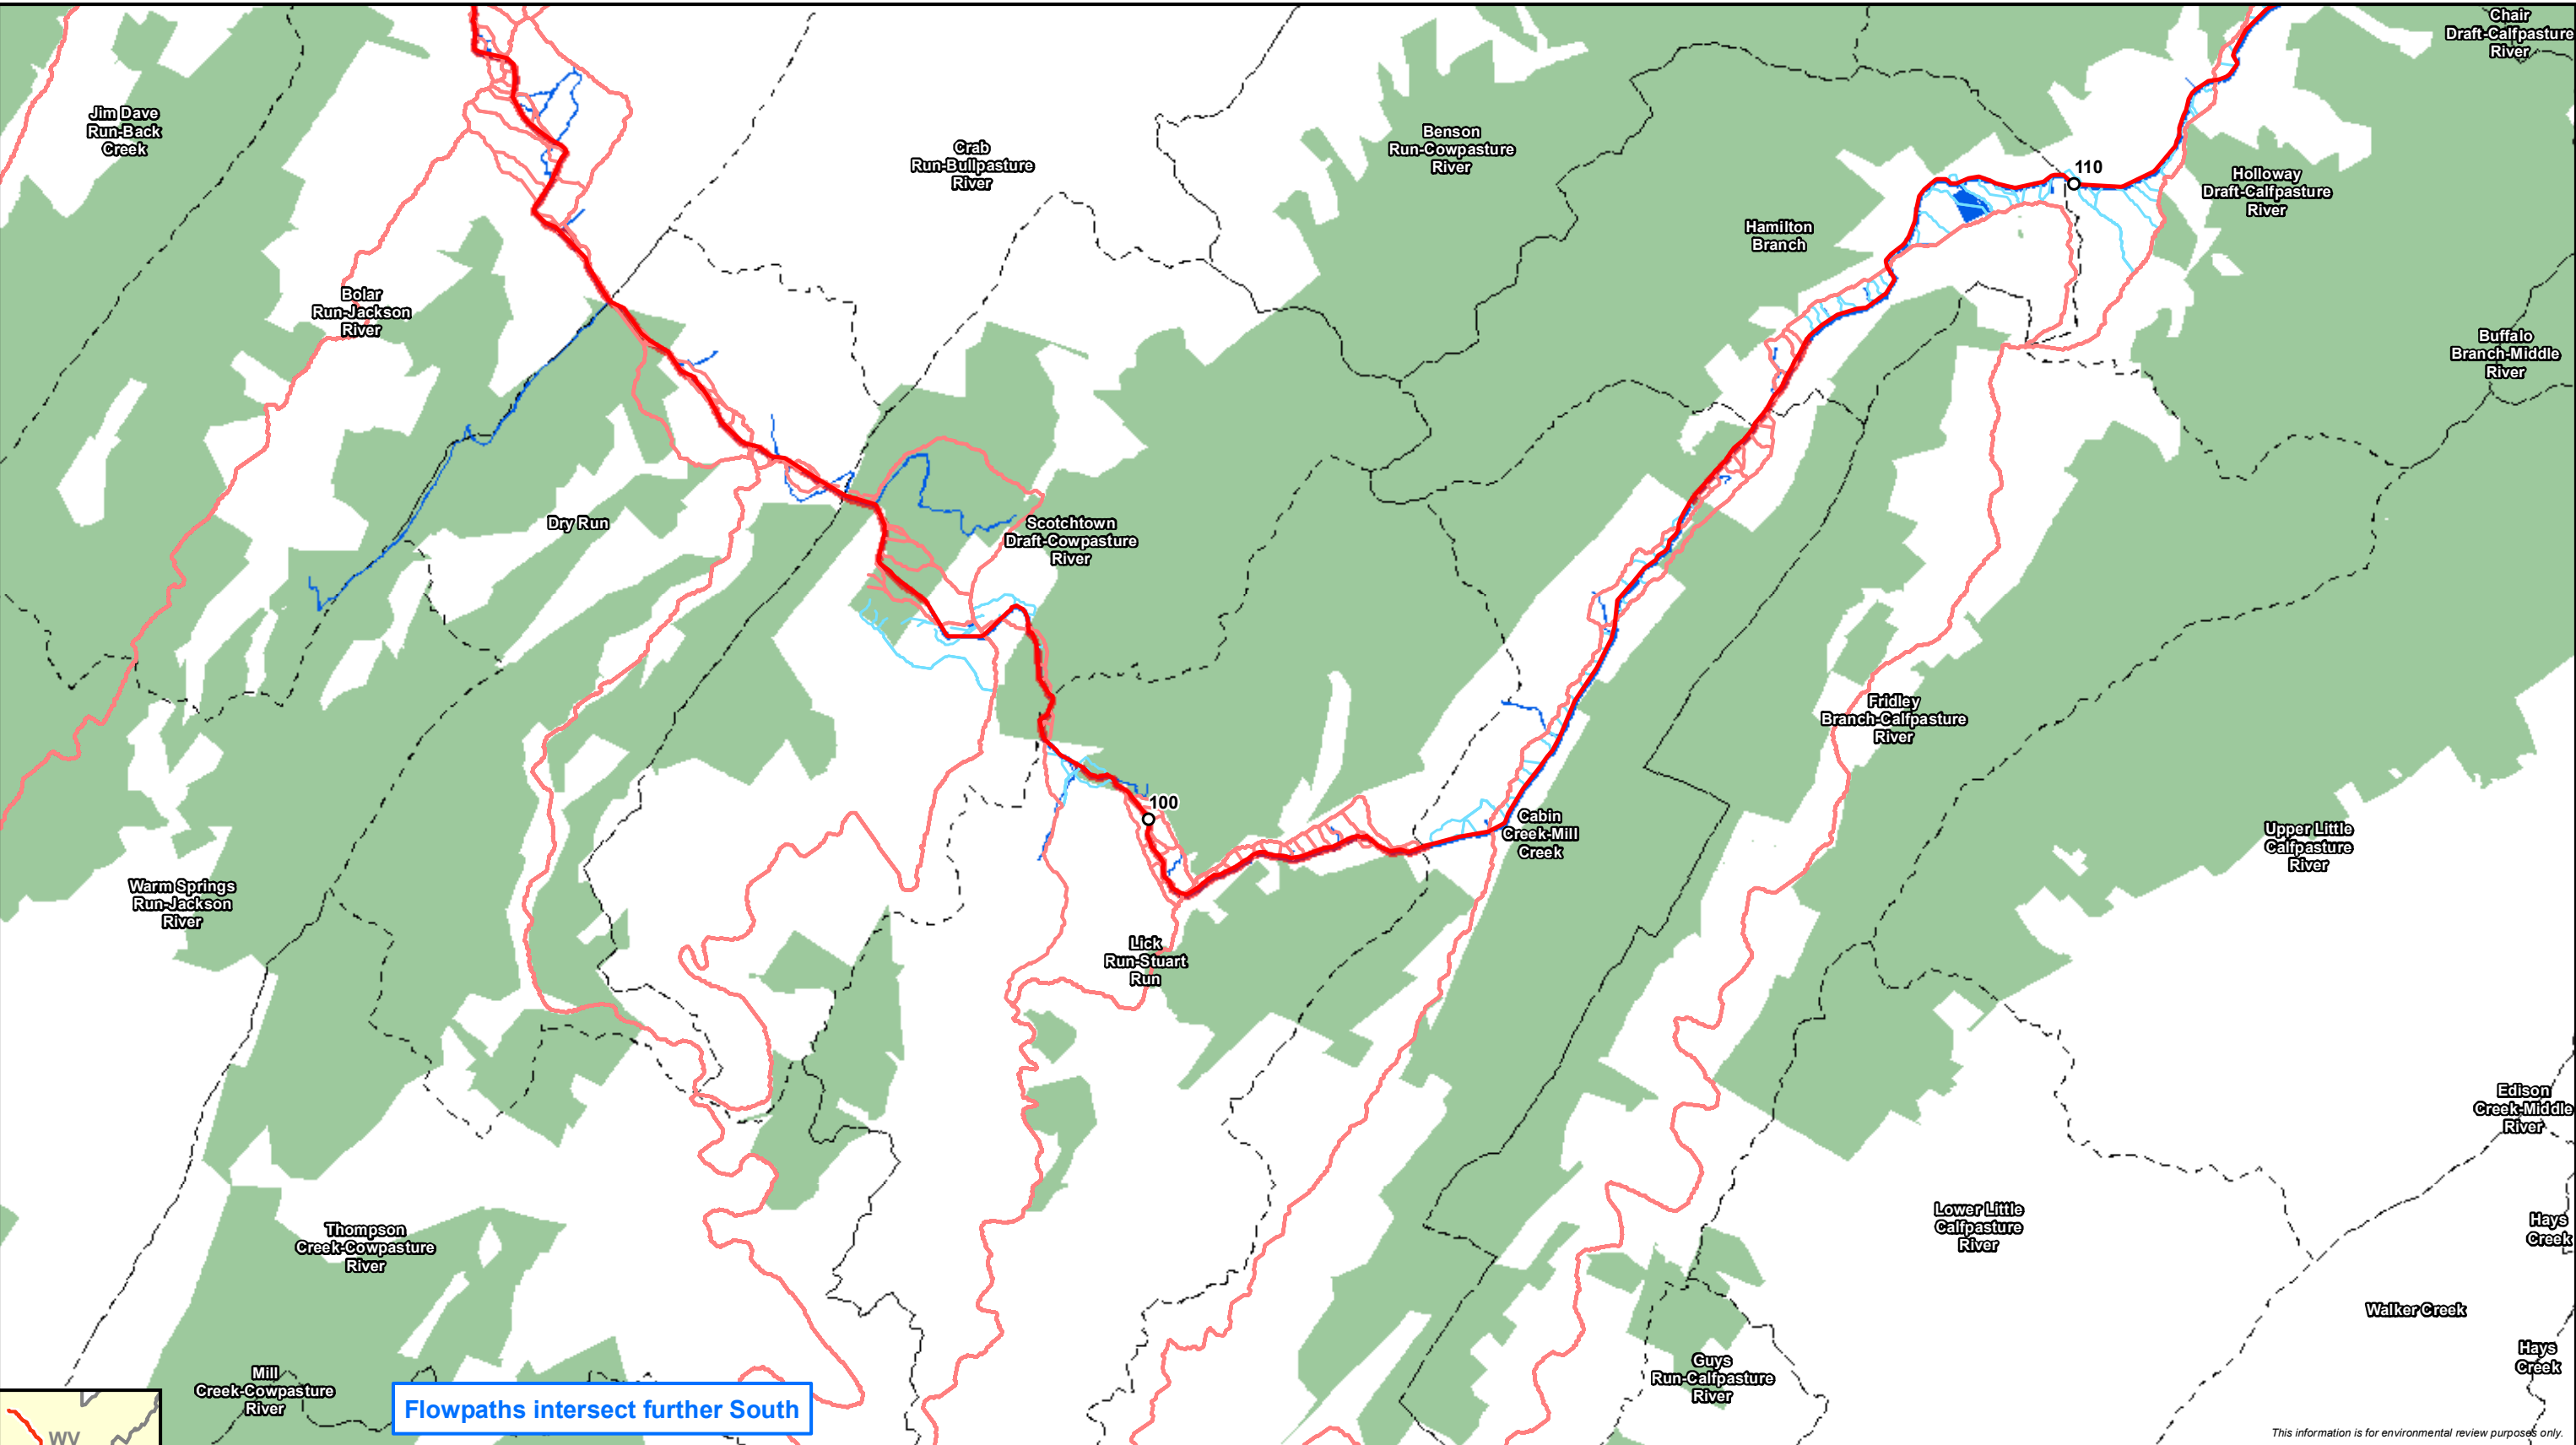 Chair
Draft-Calfpasture
River
Jim Dave
Run-Back
Creek
Crab
Run-Bullpasture
River
Benson
Run-Cowpasture
River
110
Holloway
Draft-Calfpasture
River
Hamilton
Branch
Bolar
Run-Jackson
River
Buffalo
Branch-Middle
River
Dry Run
Scotchtown
Draft-Cowpasture
River
Fridley
Branch-Calfpasture
River
100
Cabin
Creek-Mill
Creek
Upper Little
Calfpasture
River
Warm Springs
Run-Jackson
River
Lick
Run-Stuart
Run
Edison
Creek-Middle
River
Lower Little
Calfpasture
River
Hays
Creek
Thompson
Creek-Cowpasture
River
Walker Creek
Hays
Creek
Guys
Run-Calfpasture
River
Mill
Creek-Cowpasture
River
Flowpaths intersect further South
WV
This information is for environmental review purposes only.